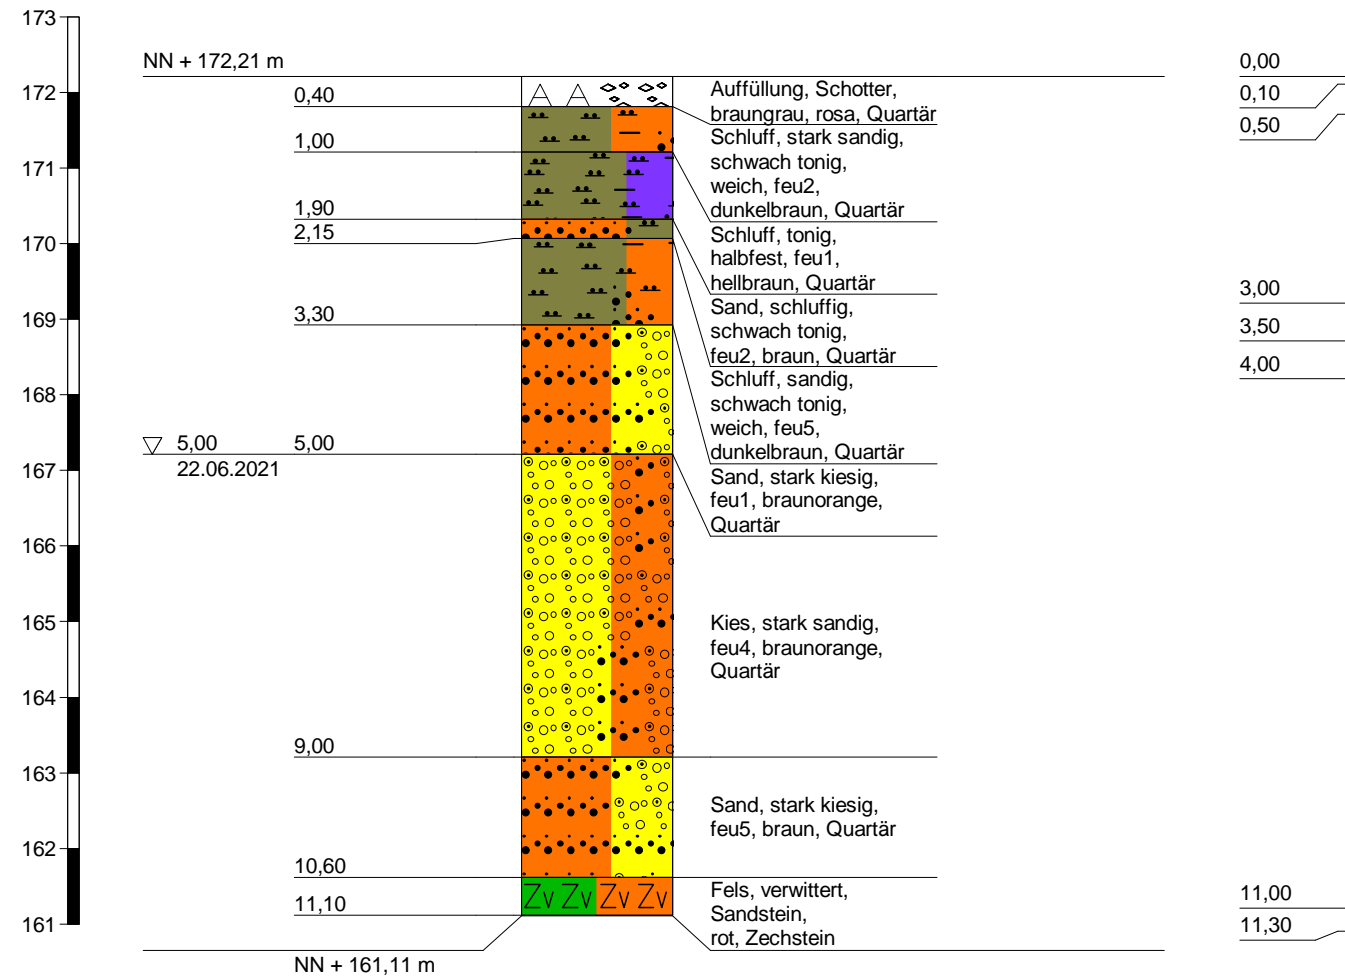 173
172
171
170
169
168
167
166
165
164
163
162
161
NN + 172,21 m
0,40
1,00
1,90
2,15
3,30
5,00
9,00
10,60
11,10
5,00
22.06.2021
NN + 161,11 m
A A
Zv Zv Zv Zv
Auffüllung, Schotter,
braungrau, rosa, Quartär
Schluff, stark sandig,
schwach tonig,
weich, feu2,
dunkelbraun, Quartär
Schluff, tonig,
halbfest, feu1,
hellbraun, Quartär
Sand, schluffig,
schwach tonig,
feu2, braun, Quartär
Schluff, sandig,
schwach tonig,
weich, feu5,
dunkelbraun, Quartär
Sand, stark kiesig,
feu1, braunorange,
Quartär
Kies, stark sandig,
feu4, braunorange,
Quartär
Sand, stark kiesig,
feu5, braun, Quartär
Fels, verwittert,
Sandstein,
rot, Zechstein
0,00
0,10
0,50
3,00
3,50
4,00
11,00
11,30